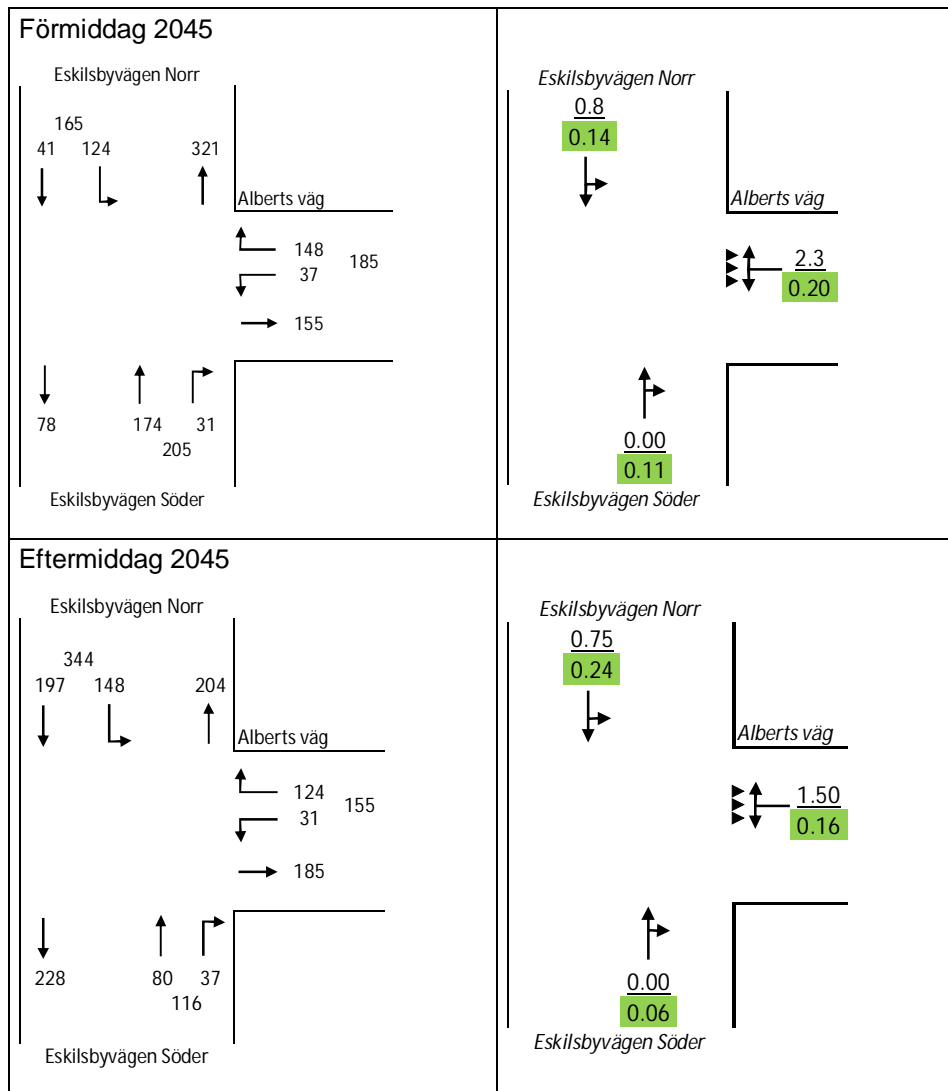 Förmiddag 2045
Eskilsbyvägen Norr
165
41 124 321
Alberts väg
148
37 185
155
78 174 31
205
Eskilsbyvägen Söder
Eskilsbyvägen Norr
0.8
0.14
Alberts väg
2.3
0.20
0.00
0.11
Eskilsbyvägen Söder
Eftermiddag 2045
Eskilsbyvägen Norr
344
197 148 204
Alberts väg
124
31 155
185
228 80 37
116
Eskilsbyvägen Söder
Eskilsbyvägen Norr
0.75
0.24
Alberts väg
1.50
0.16
0.00
0.06
Eskilsbyvägen Söder